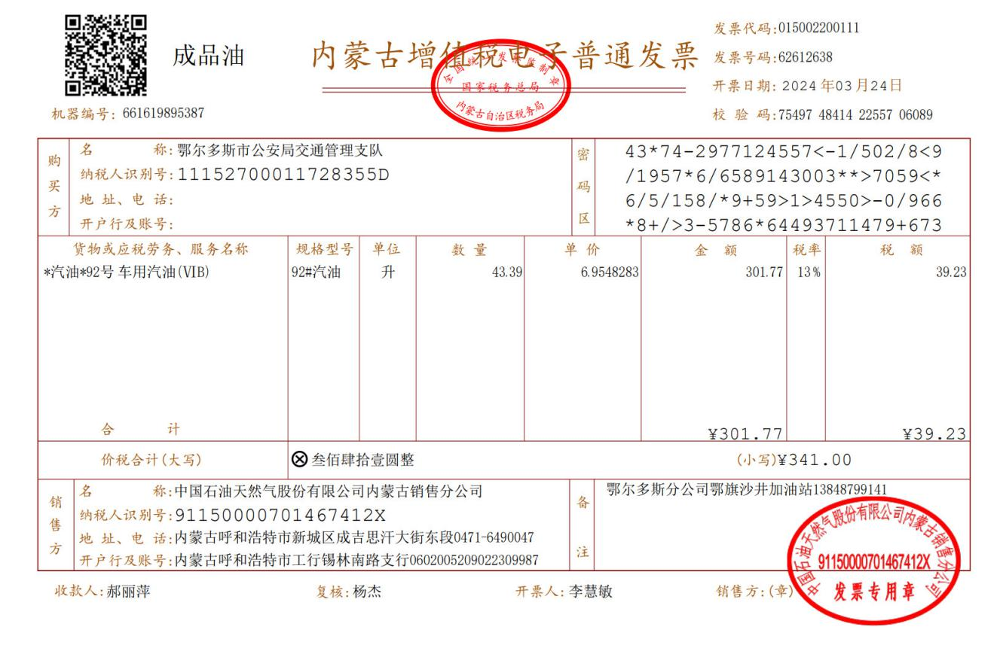 成品油
内蒙古增值税电子普通发票
发票代码:015002200111
发票号码:62612638
开票日期: 2024 年03 月24 日
校 验 码:75497 48414 22557 06089
机器编号: 661619895387
全国统一发票监制章
国家税务总局
内蒙古自治区税务局
购买方
名 称:鄂尔多斯市公安局交通管理支队
纳税人识别号:11152700011728355D
地 址、电 话:
开户行及账号:
密码区
43*74-2977124557<-1/502/8<9
/1957*6/6589143003**>7059<*
6/5/158/*9+59>1>4550>-0/966
*8+/>3-5786*64493711479+673
货物或应税劳务、服务名称 规格型号 单位 数 量 单 价 金 额 税率 税 额
*汽油*92号 车用汽油(VIB) 92#汽油 升 43.39 6.9548283 301.77 13% 39.23
合 计 ¥301.77 ¥39.23
价税合计(大写) ⊗叁佰肆拾壹圆整 (小写)¥341.00
销售方
名 称:中国石油天然气股份有限公司内蒙古销售分公司
纳税人识别号:91150000701467412X
地 址、电 话:内蒙古呼和浩特市新城区成吉思汗大街东段0471-6490047
开户行及账号:内蒙古呼和浩特市工行锡林南路支行0602005209022309987
备注
鄂尔多斯分公司鄂旗沙井加油站13848799141
收款人:郝丽萍 复核:杨杰 开票人:李慧敏 销售方:(章)
中国石油天然气股份有限公司内蒙古销售分公司
91150000701467412X
发票专用章